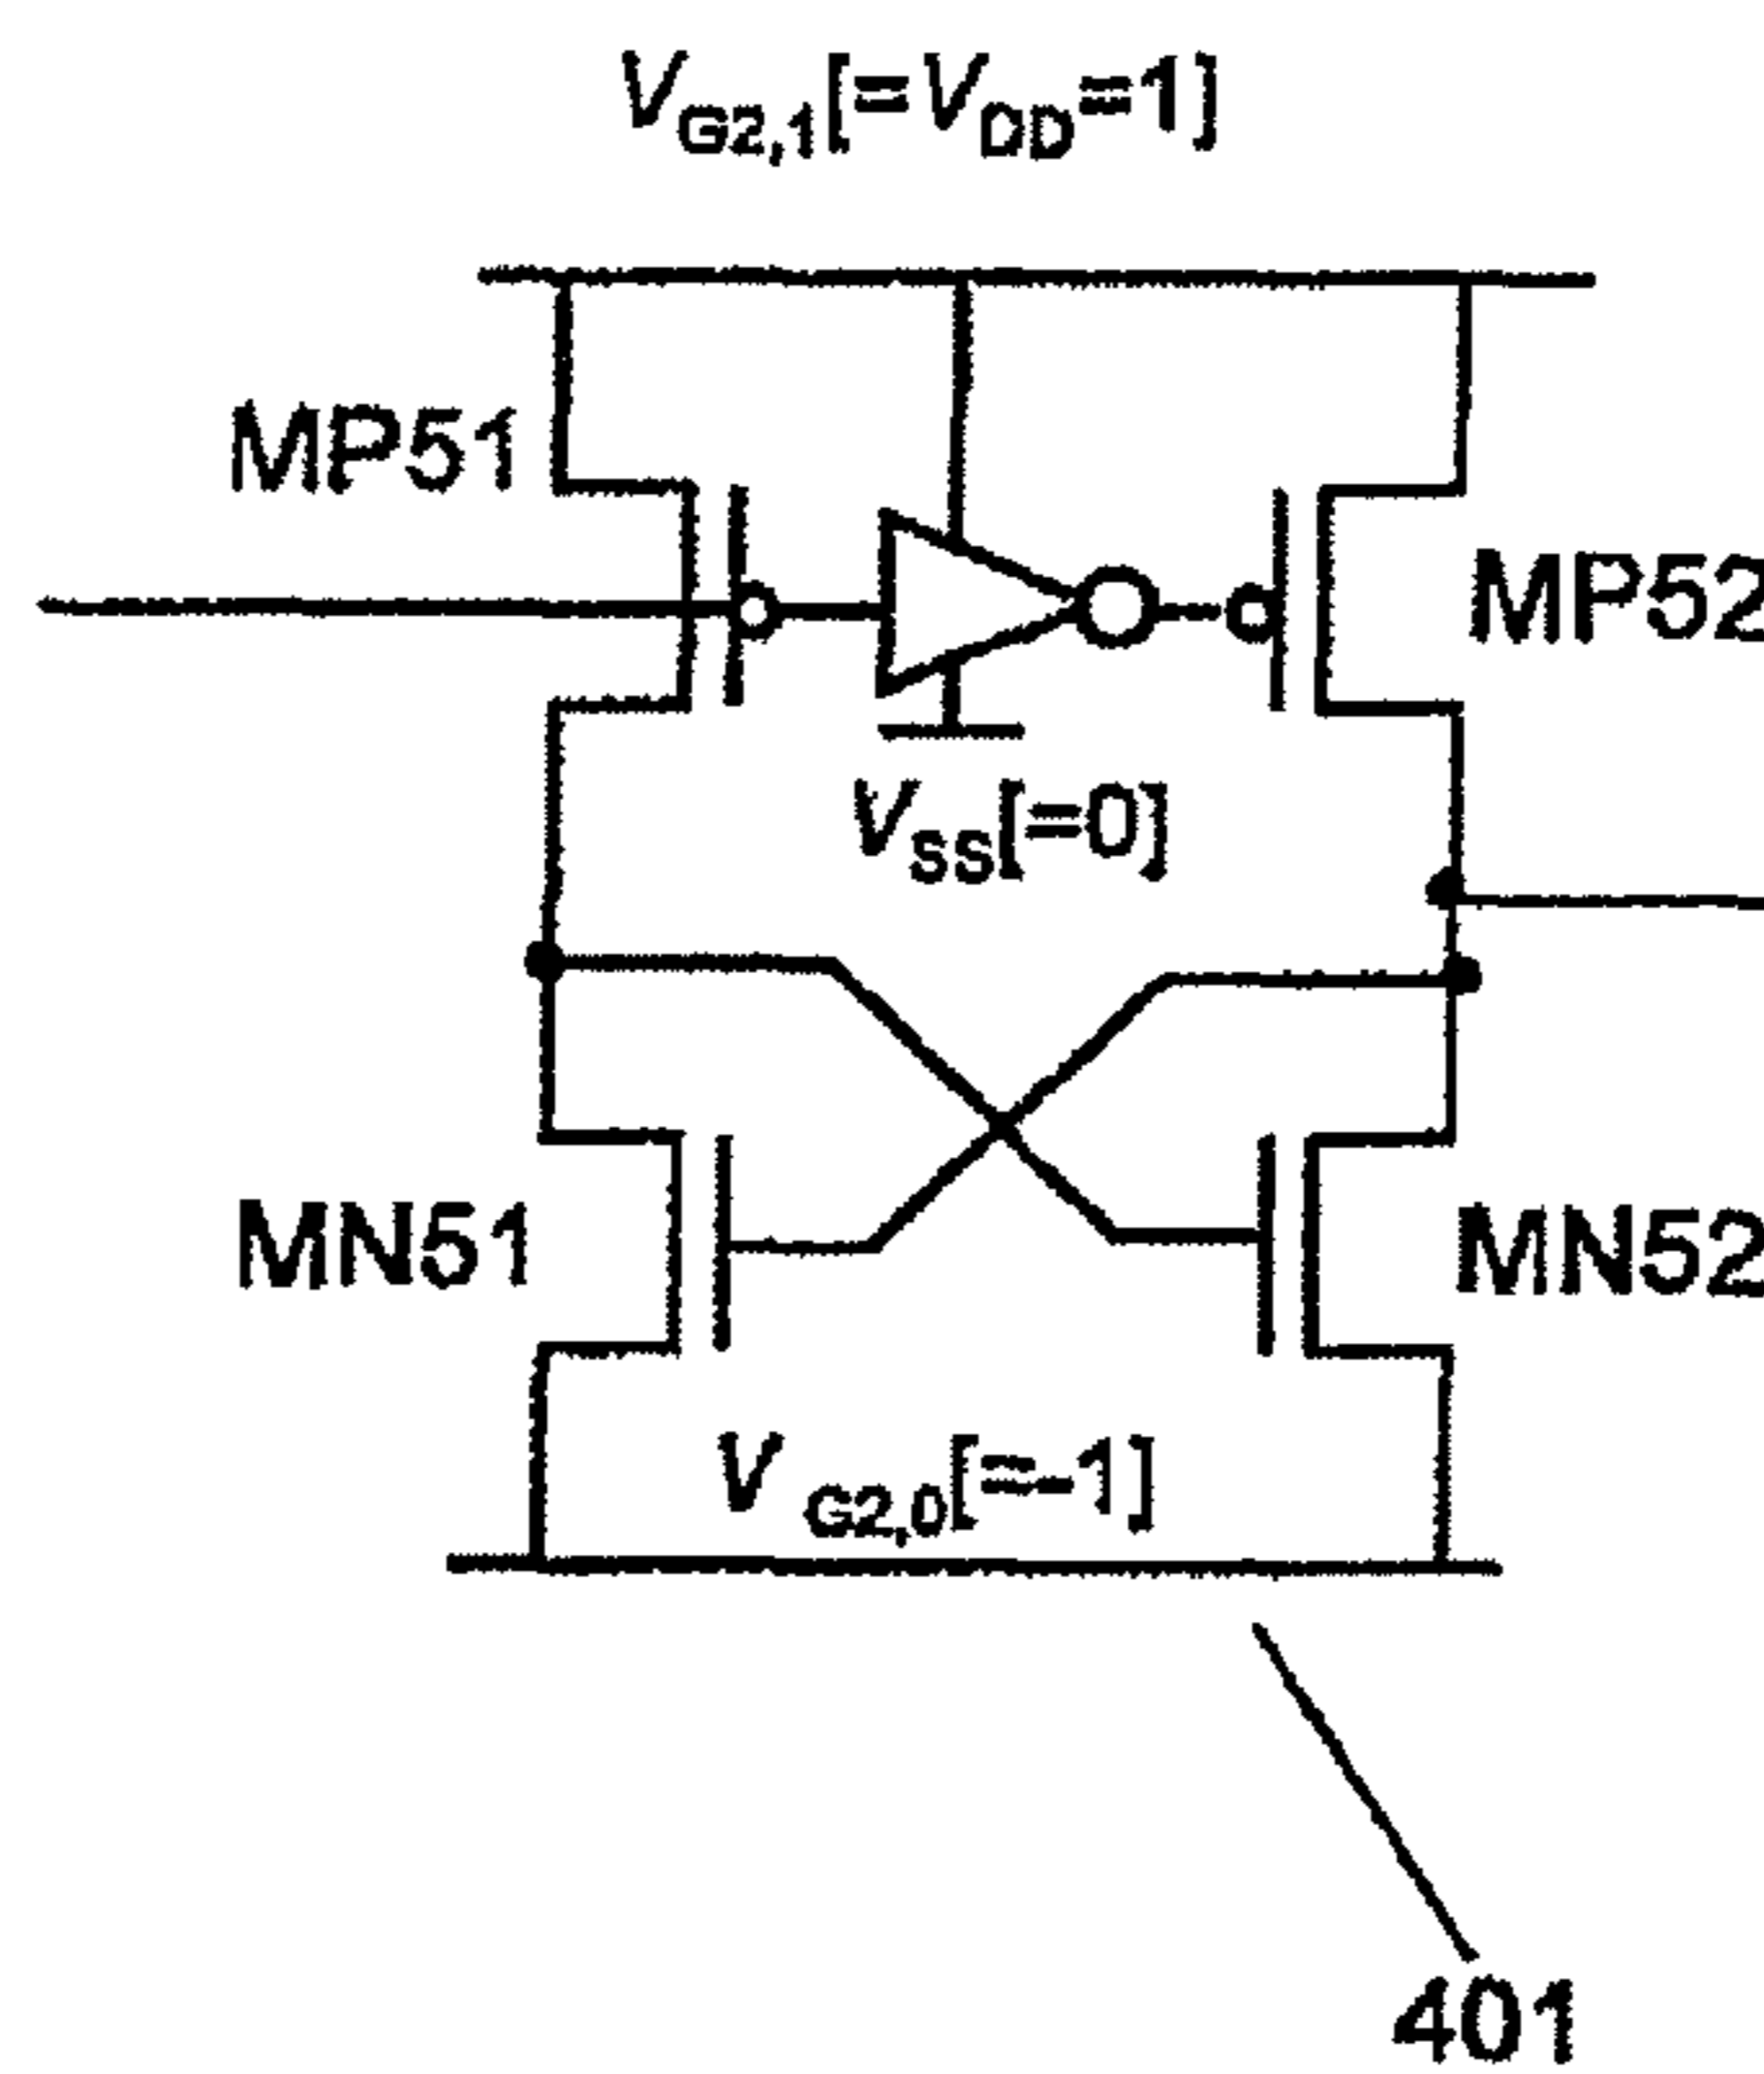 VG2,1[=VDD=1]
MP51
MP52
VSS[=0]
MN51
MN52
VG2,0[=-1]
401